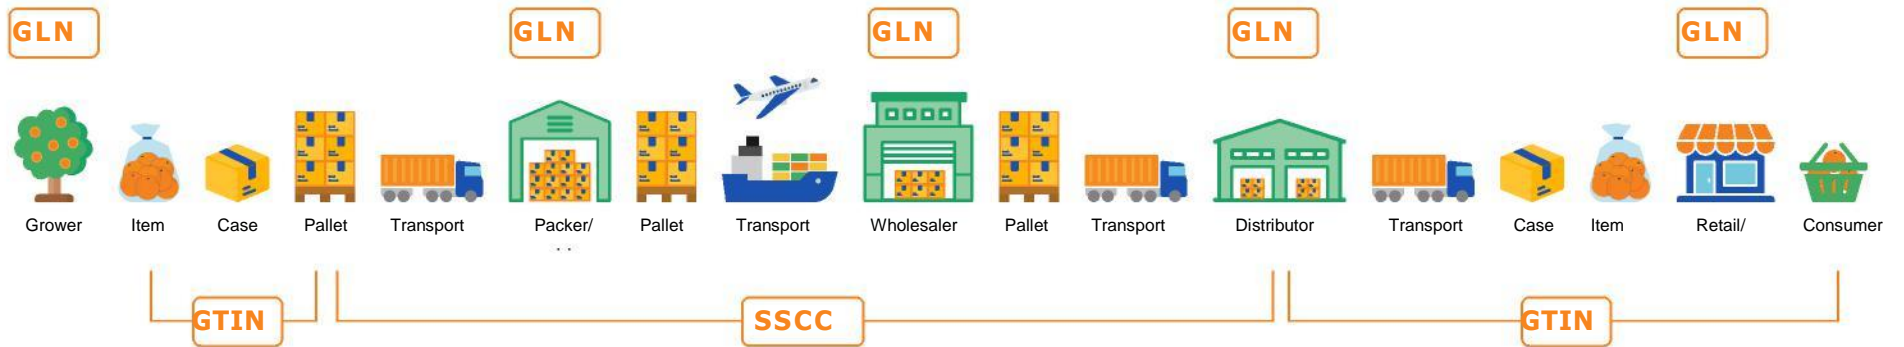 GLN GLN GLN GLN GLN
Grower Item Case Pallet Transport Packer/ Pallet Transport Wholesaler Pallet Transport Distributor Transport Case Item Retail/ Consumer
GTIN SSCC GTIN